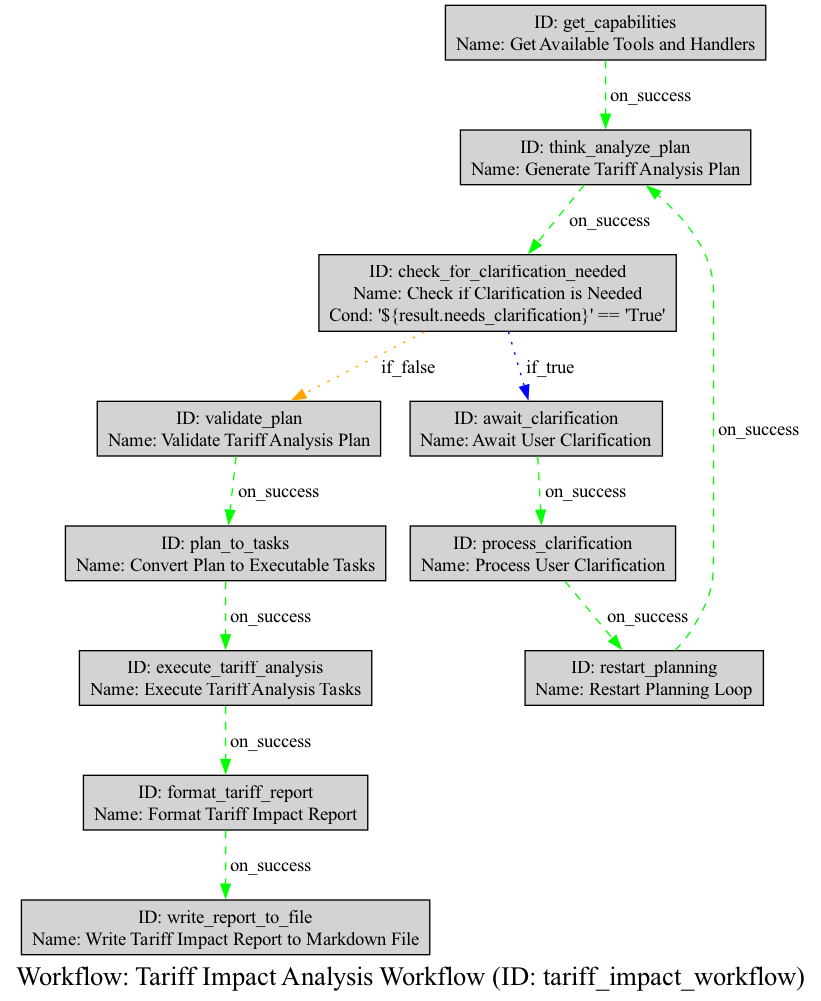 ID: get_capabilities
Name: Get Available Tools and Handlers
on_success
ID: think_analyze_plan
Name: Generate Tariff Analysis Plan
on_success
ID: check_for_clarification_needed
Name: Check if Clarification is Needed
Cond: '${result.needs_clarification}' == 'True'
if_false
if_true
ID: validate_plan
Name: Validate Tariff Analysis Plan
ID: await_clarification
Name: Await User Clarification
on_success
on_success
on_success
ID: plan_to_tasks
Name: Convert Plan to Executable Tasks
ID: process_clarification
Name: Process User Clarification
on_success
on_success
ID: execute_tariff_analysis
Name: Execute Tariff Analysis Tasks
ID: restart_planning
Name: Restart Planning Loop
on_success
ID: format_tariff_report
Name: Format Tariff Impact Report
on_success
ID: write_report_to_file
Name: Write Tariff Impact Report to Markdown File
Workflow: Tariff Impact Analysis Workflow (ID: tariff_impact_workflow)